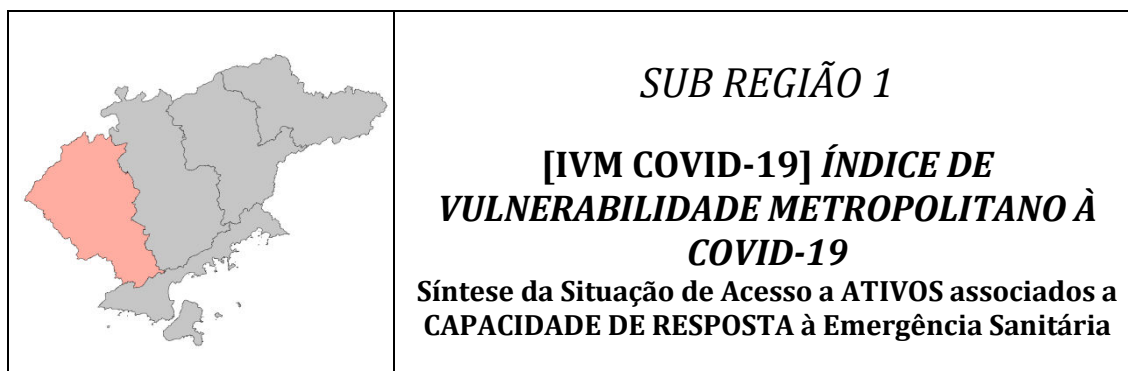 SUB REGIÃO 1
[IVM COVID-19] ÍNDICE DE
VULNERABILIDADE METROPOLITANO À
COVID-19
Síntese da Situação de Acesso a ATIVOS associados a
CAPACIDADE DE RESPOSTA à Emergência Sanitária